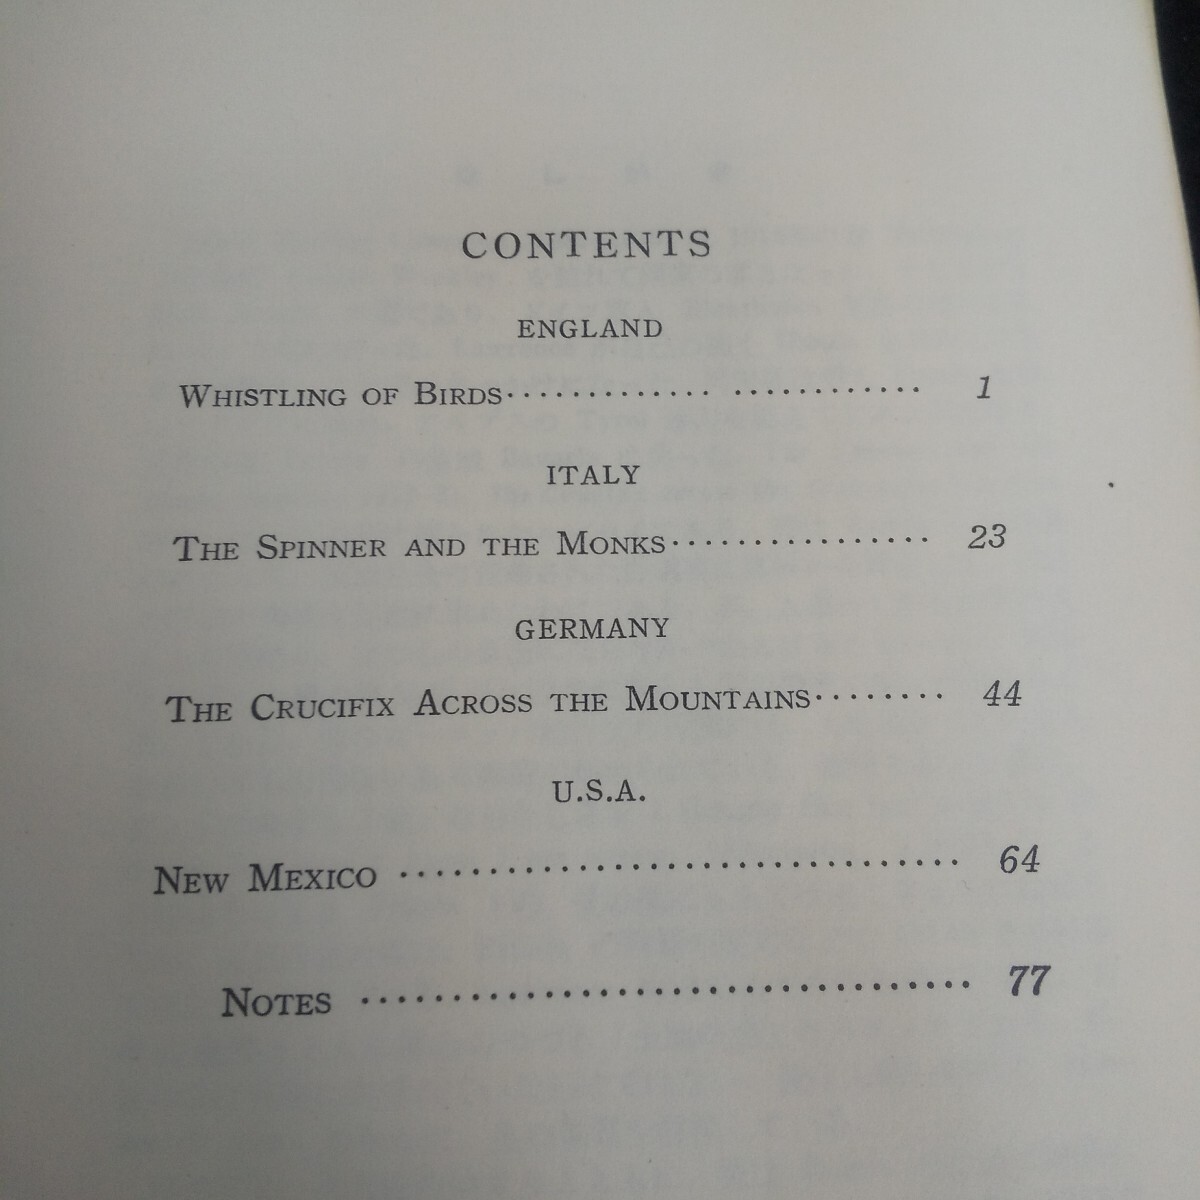 CONTENTS
ENGLAND
WHISTLING OF BIRDS ························· 1
ITALY
THE SPINNER AND THE MONKS ················ 23
GERMANY
THE CRUCIFIX ACROSS THE MOUNTAINS ········ 44
U.S.A.
NEW MEXICO ································ 64
NOTES ··································· 77